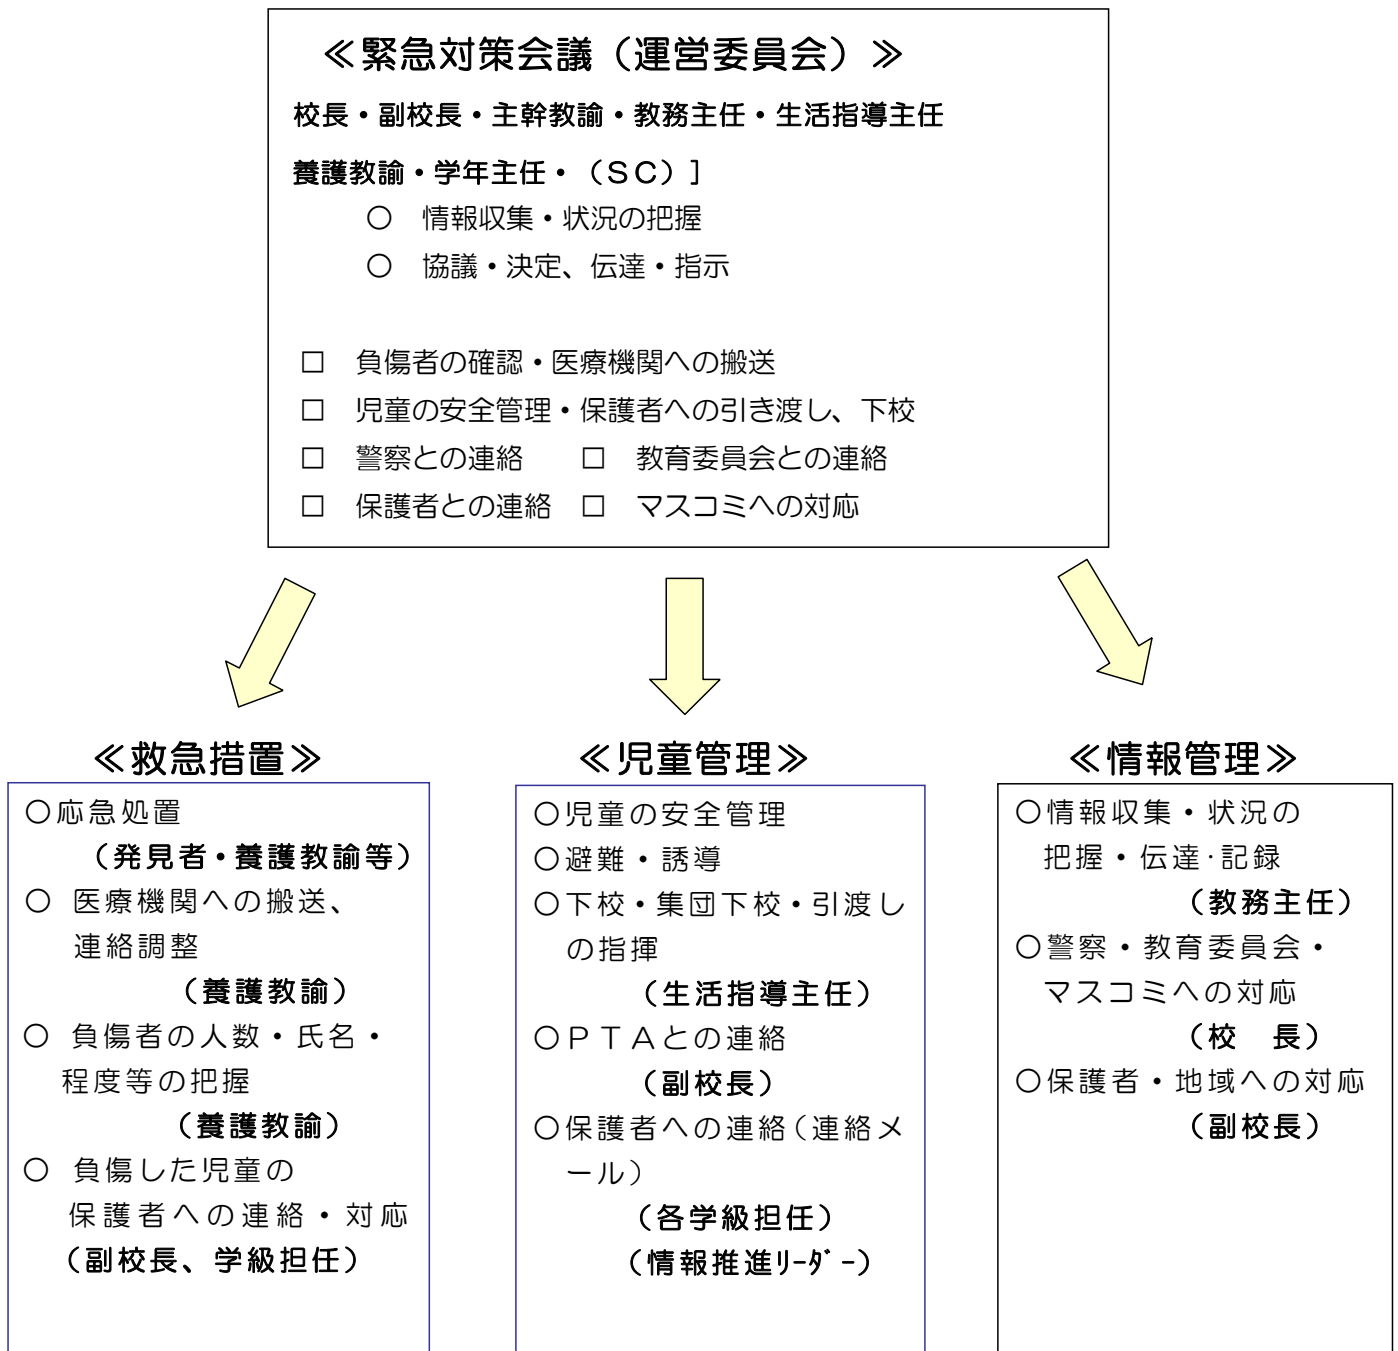 ≪緊急対策会議（運営委員会）≫
校長・副校長・主幹教諭・教務主任・生活指導主任
養護教諭・学年主任・（ＳＣ）］
○　情報収集・状況の把握
○　協議・決定、伝達・指示
□　負傷者の確認・医療機関への搬送
□　児童の安全管理・保護者への引き渡し、下校
□　警察との連絡　　□　教育委員会との連絡
□　保護者との連絡　□　マスコミへの対応
≪救急措置≫
○応急処置
（発見者・養護教諭等）
○　医療機関への搬送、
連絡調整
（養護教諭）
○　負傷者の人数・氏名・
程度等の把握
（養護教諭）
○　負傷した児童の
保護者への連絡・対応
（副校長、学級担任）
≪児童管理≫
○児童の安全管理
○避難・誘導
○下校・集団下校・引渡し
の指揮
（生活指導主任）
○ＰＴＡとの連絡
（副校長）
○保護者への連絡（連絡メ
ール）
（各学級担任）
（情報推進ﾘｰﾀﾞｰ）
≪情報管理≫
○情報収集・状況の
把握・伝達･記録
（教務主任）
○警察・教育委員会・
マスコミへの対応
（校　長）
○保護者・地域への対応
（副校長）